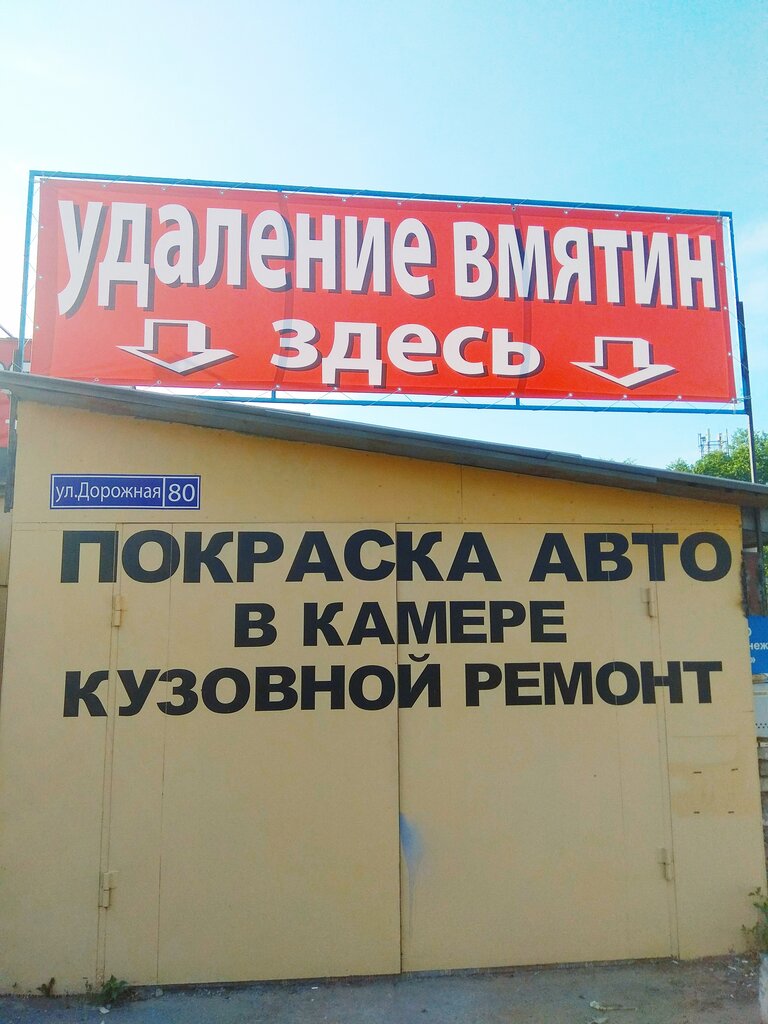 удаление вмятин
здесь
ул.Дорожная 80
ПОКРАСКА АВТО
В КАМЕРЕ
КУЗОВНОЙ РЕМОНТ